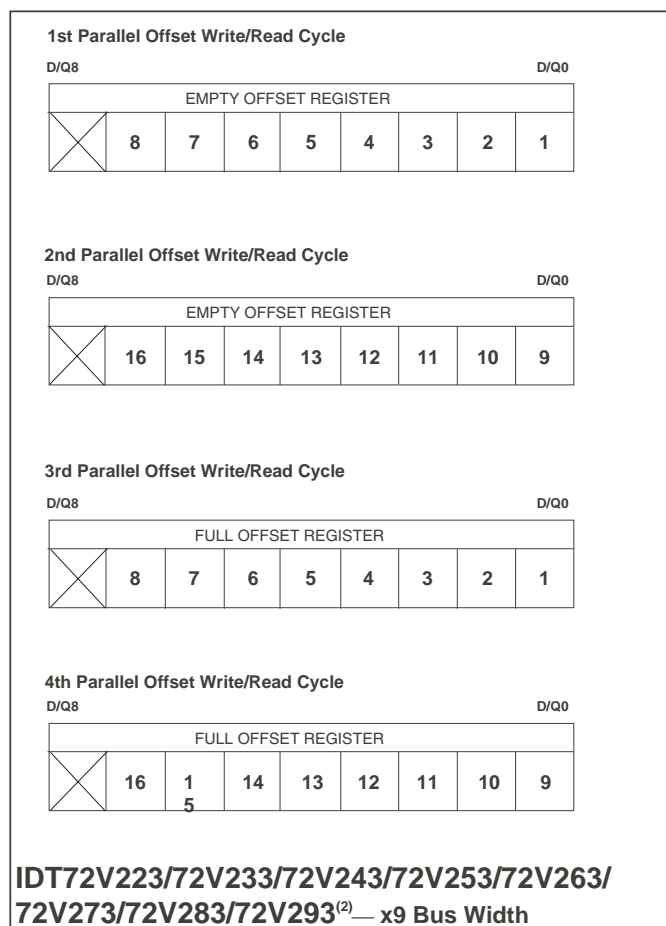 1st Parallel Offset Write/Read Cycle
D/Q8 D/Q0
EMPTY OFFSET REGISTER
8 7 6 5 4 3 2 1
2nd Parallel Offset Write/Read Cycle
D/Q8 D/Q0
EMPTY OFFSET REGISTER
16 15 14 13 12 11 10 9
3rd Parallel Offset Write/Read Cycle
D/Q8 D/Q0
FULL OFFSET REGISTER
8 7 6 5 4 3 2 1
4th Parallel Offset Write/Read Cycle
D/Q8 D/Q0
FULL OFFSET REGISTER
16 1 14 13 12 11 10 9
5
IDT72V223/72V233/72V243/72V253/72V263/
72V273/72V283/72V293(2)— x9 Bus Width